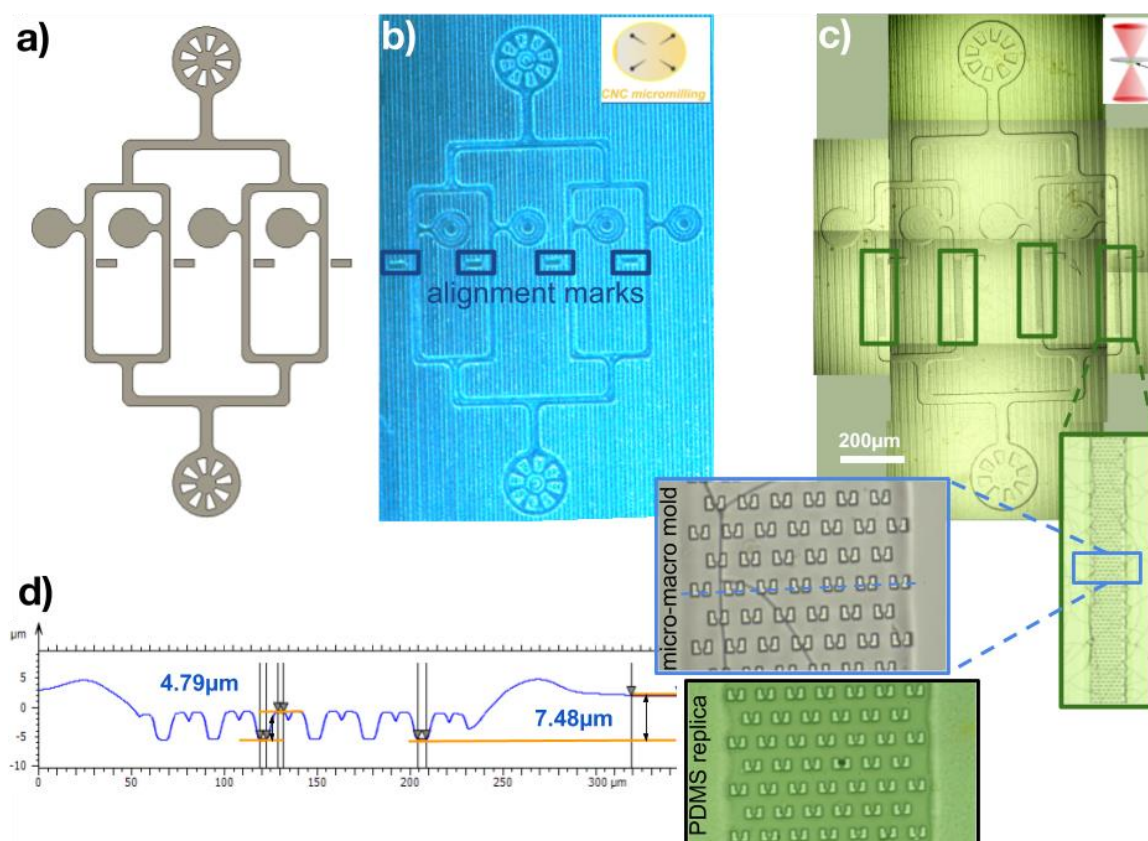 a)
b)
CNC micromilling
alignment marks
c)
200µm
micro-macro mold
PDMS replica
d)
µm
5
0
-5
-10
4.79µm
7.48µm
0
50
100
150
200
250
300 µm